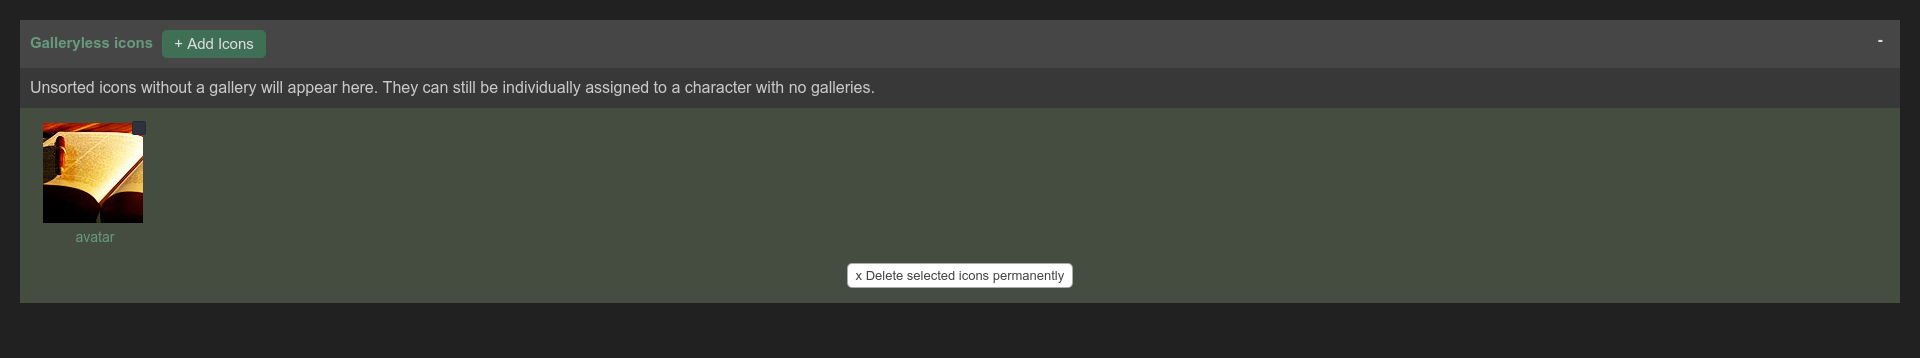 Galleryless icons + Add Icons -
Unsorted icons without a gallery will appear here. They can still be individually assigned to a character with no galleries.
avatar
x Delete selected icons permanently